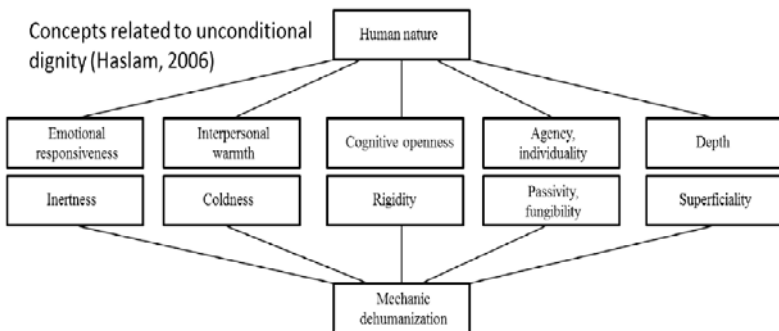 Concepts related to unconditional
dignity (Haslam, 2006)
Human nature
Emotional
responsiveness
Interpersonal
warmth
Cognitive openness
Agency,
individuality
Depth
Inertness
Coldness
Rigidity
Passivity,
fungibility
Superficiality
Mechanic
dehumanization